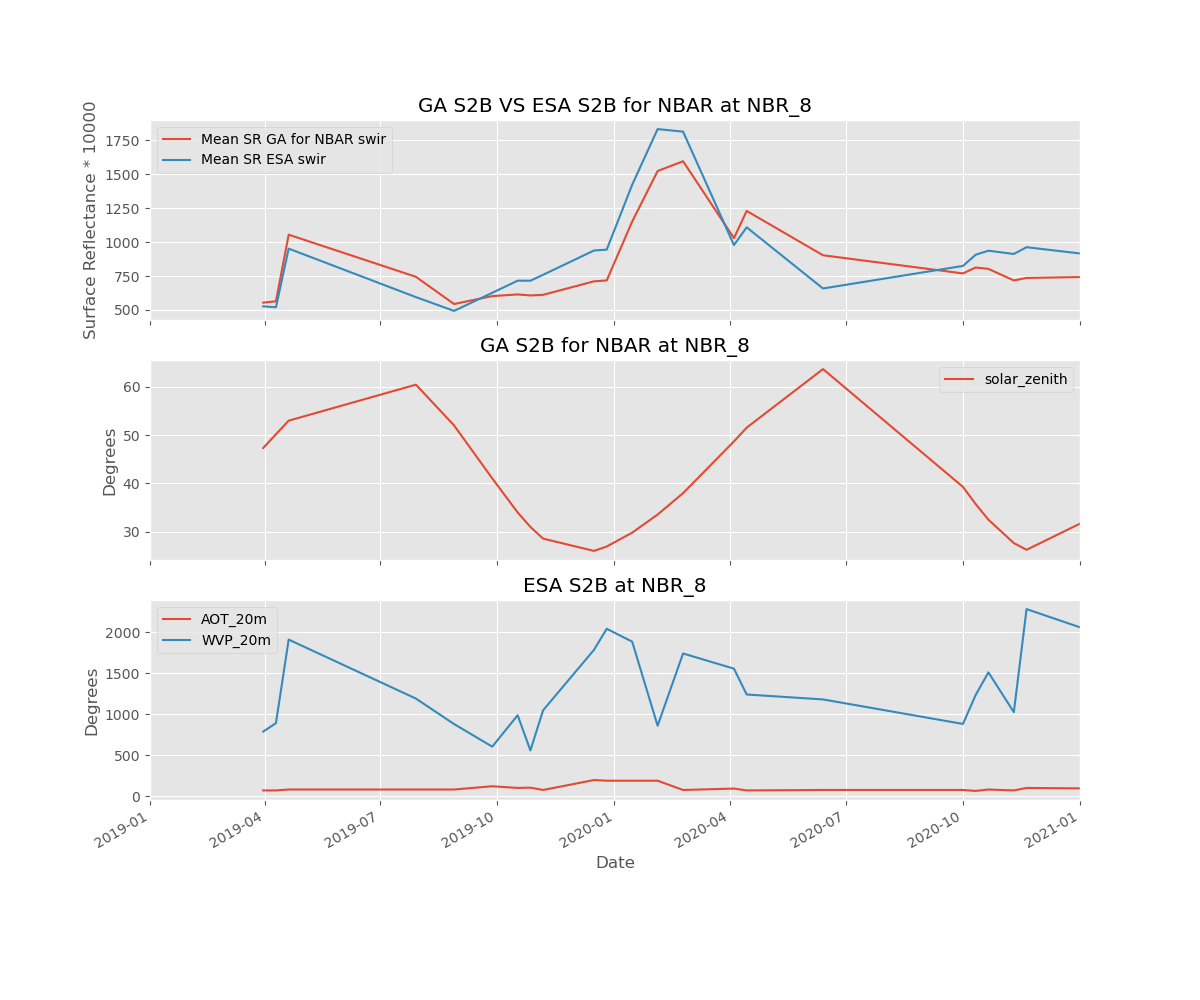 GA S2B VS ESA S2B for NBAR at NBR_8
Surface Reflectance * 10000
1750
1500
1250
1000
750
500
Mean SR GA for NBAR swir
Mean SR ESA swir
GA S2B for NBAR at NBR_8
Degrees
60
50
40
30
solar_zenith
ESA S2B at NBR_8
Degrees
2000
1500
1000
500
0
AOT_20m
WVP_20m
2019-01
2019-04
2019-07
2019-10
2020-01
2020-04
2020-07
2020-10
2021-01
Date